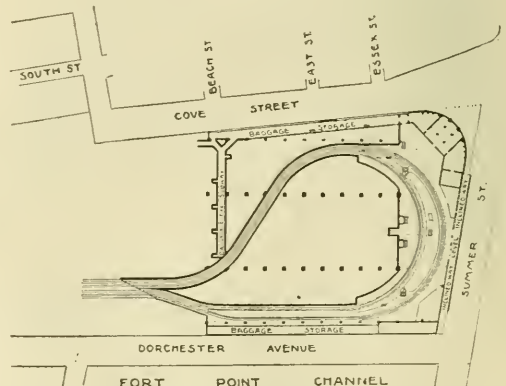 SOUTH ST
BEACH ST
EAST ST.
ESSEX ST.
COVE STREET
BAGGAGE STORAGE
SUMMER ST.
BAGGAGE STORAGE
DORCHESTER AVENUE
FORT POINT CHANNEL